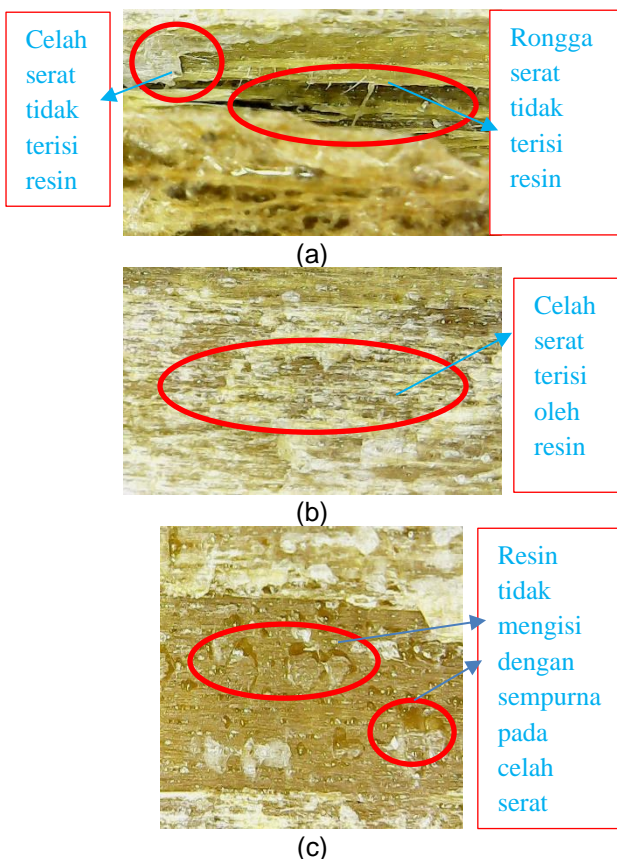 Celah
serat
tidak
terisi
resin
Rongga
serat
tidak
terisi
resin
(a)
Celah
serat
terisi
oleh
resin
(b)
Resin
tidak
mengisi
dengan
sempurna
pada
celah
serat
(c)